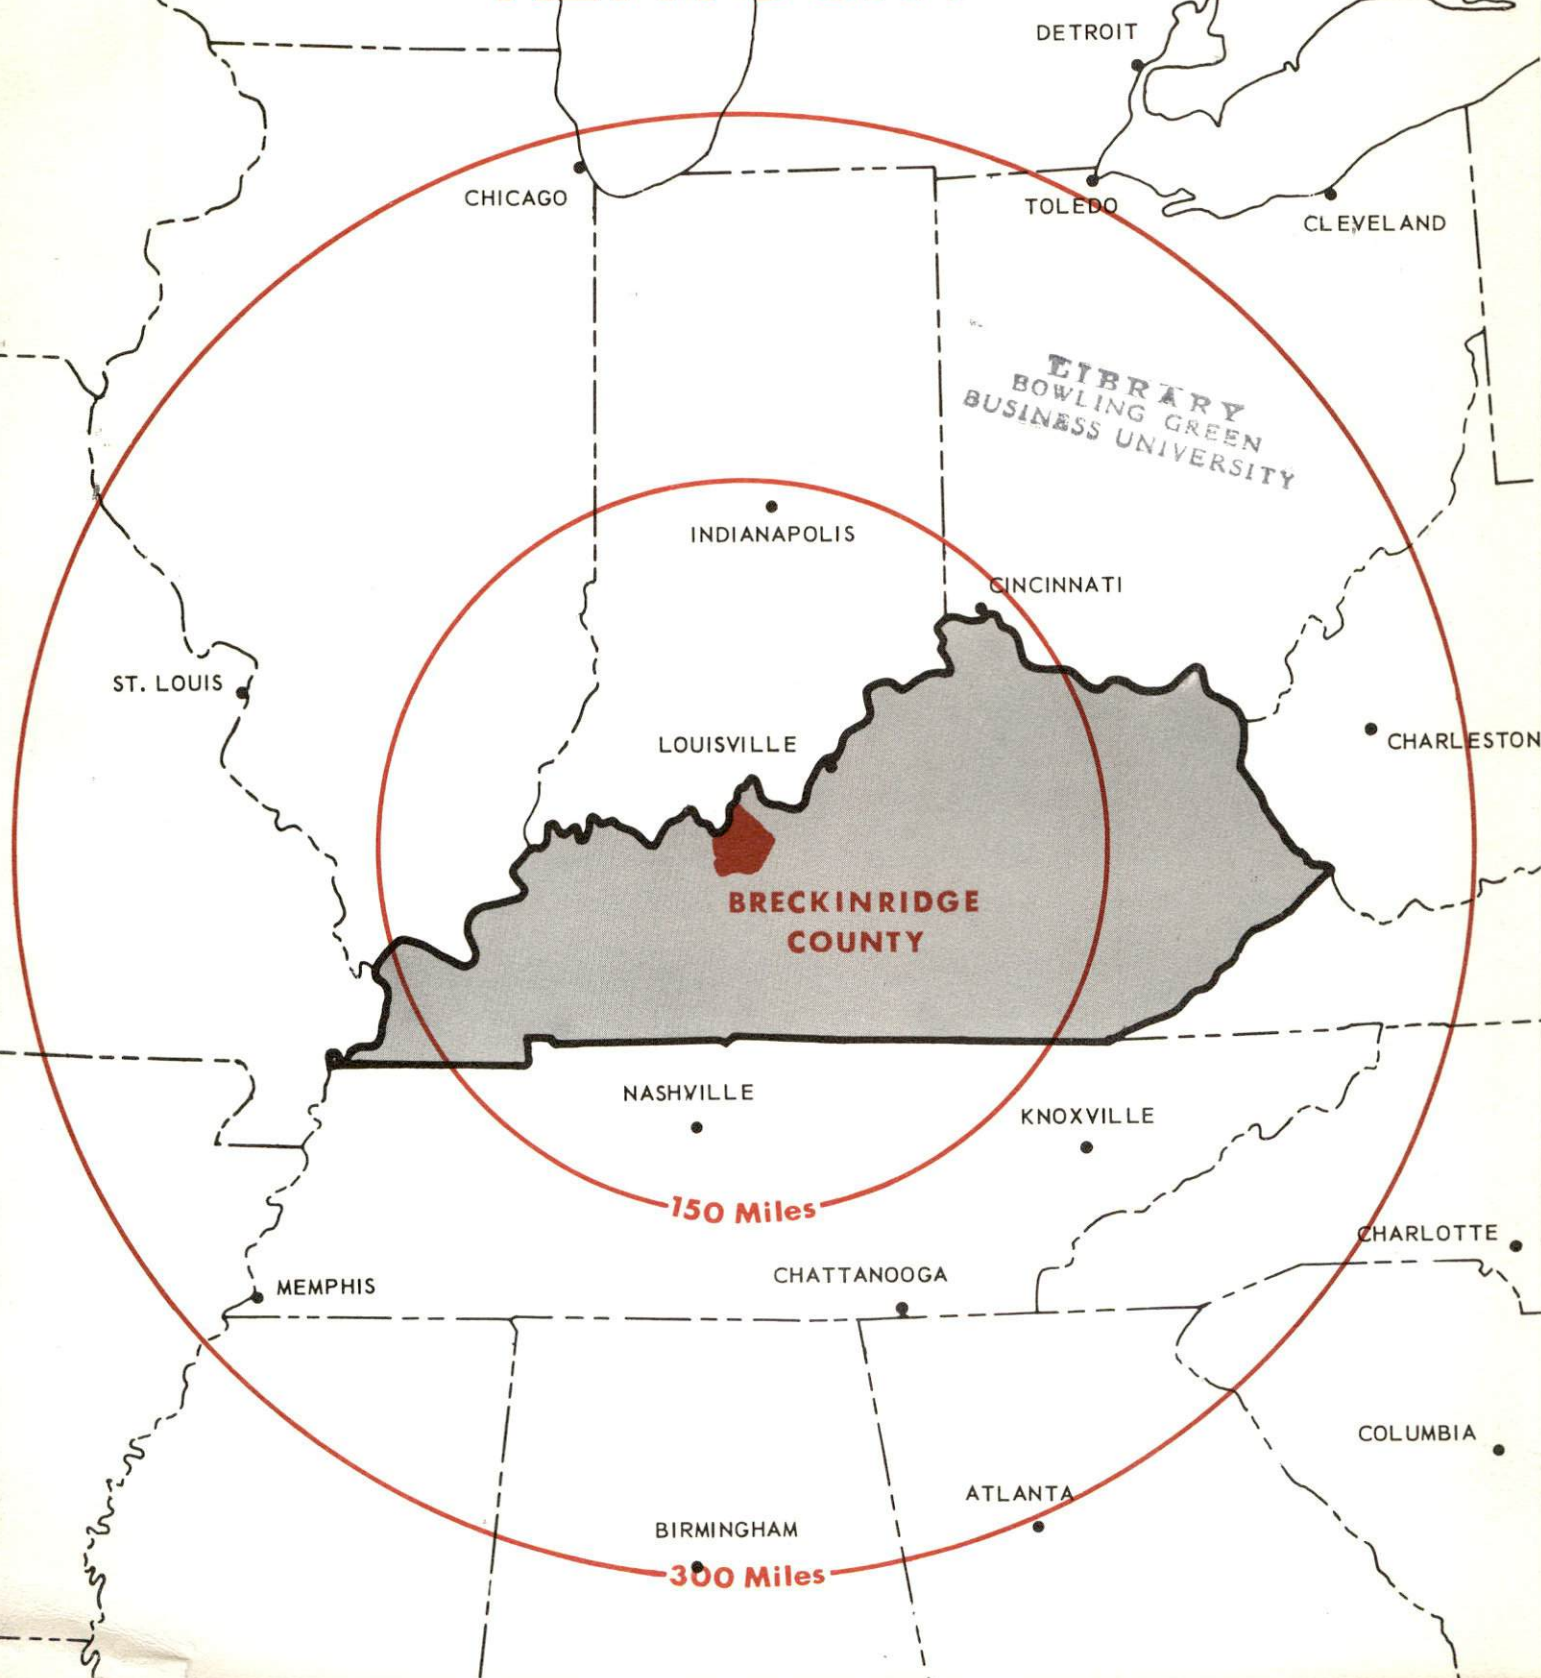 DETROIT
CHICAGO
TOLEDO
CLEVELAND
LIBRARY
BOWLING GREEN
BUSINESS UNIVERSITY
INDIANAPOLIS
CINCINNATI
ST. LOUIS
LOUISVILLE
CHARLESTON
BRECKINRIDGE
COUNTY
NASHVILLE
KNOXVILLE
150 Miles
CHARLOTTE
CHATTANOOGA
MEMPHIS
COLUMBIA
ATLANTA
BIRMINGHAM
300 Miles